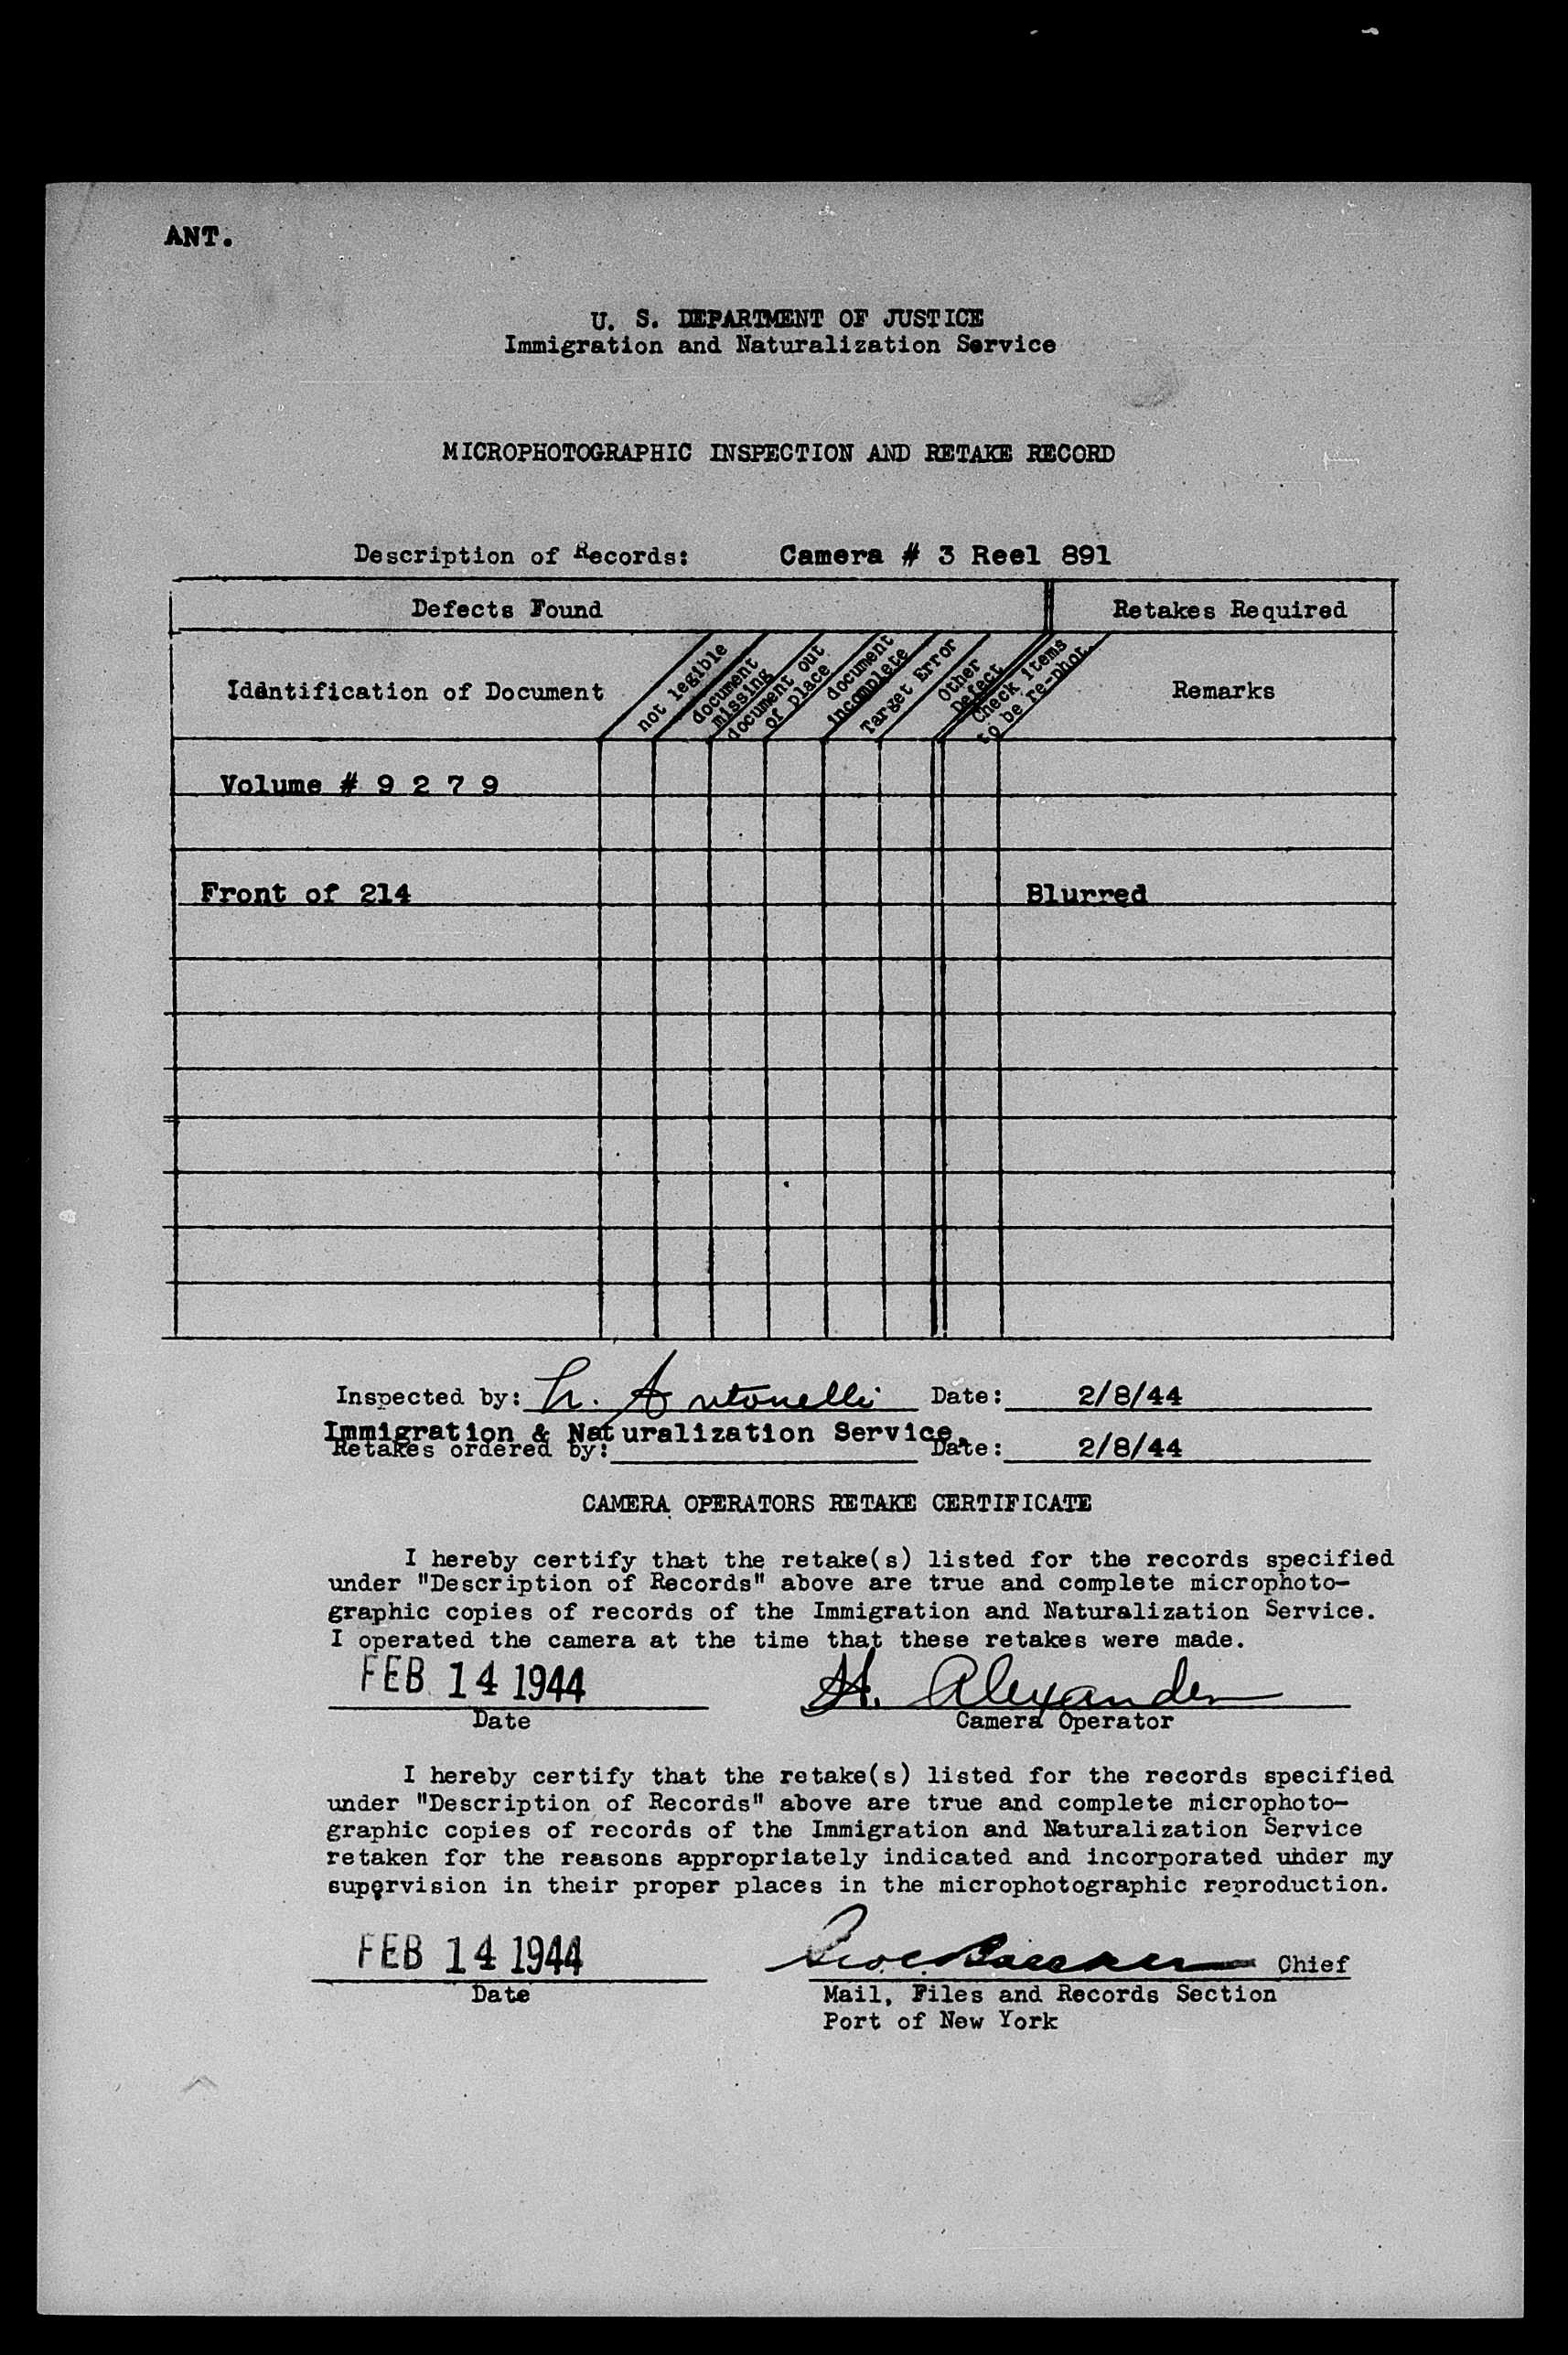 ANT.
U. S. DEPARTMENT OF JUSTICE
Immigration and Naturalization Service
MICROPHOTOGRAPHIC INSPECTION AND RETAKE RECORD
Description of Records: Camera # 3 Reel 891
Defects Found Retakes Required
Identification of Document
not legible
document missing
document out of place
document incomplete
Target Error
Other Defect
Check items to be re-phot.
Remarks
Volume # 9 2 7 9
Front of 214 Blurred
Inspected by: Antonelli Date: 2/8/44
Immigration & Naturalization Service.
Retakes ordered by: Date: 2/8/44
CAMERA OPERATORS RETAKE CERTIFICATE
I hereby certify that the retake(s) listed for the records specified
under "Description of Records" above are true and complete microphoto-
graphic copies of records of the Immigration and Naturalization Service.
I operated the camera at the time that these retakes were made.
FEB 14 1944 H. Alexander
Date Camera Operator
I hereby certify that the retake(s) listed for the records specified
under "Description of Records" above are true and complete microphoto-
graphic copies of records of the Immigration and Naturalization Service
retaken for the reasons appropriately indicated and incorporated under my
supervision in their proper places in the microphotographic reproduction.
FEB 14 1944 Chief
Date Mail, Files and Records Section
Port of New York